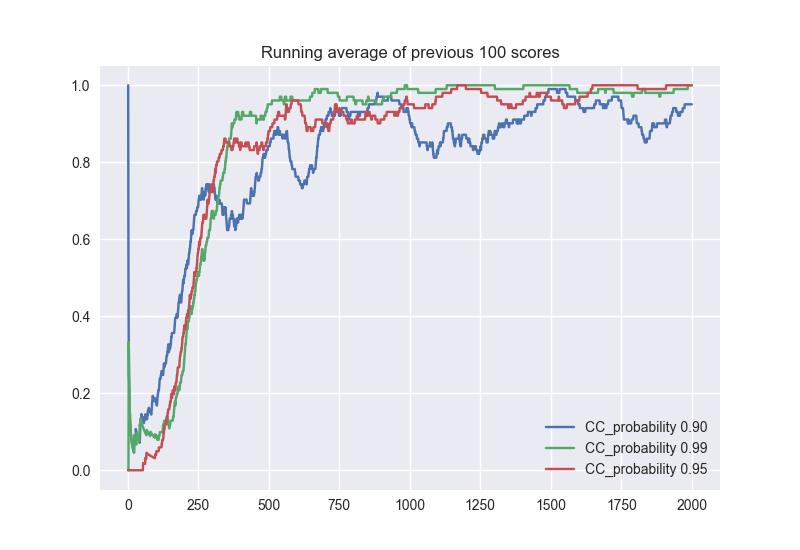 Running average of previous 100 scores
1.0
0.8
0.6
0.4
0.2
0.0
CC_probability 0.90
CC_probability 0.99
CC_probability 0.95
0 250 500 750 1000 1250 1500 1750 2000